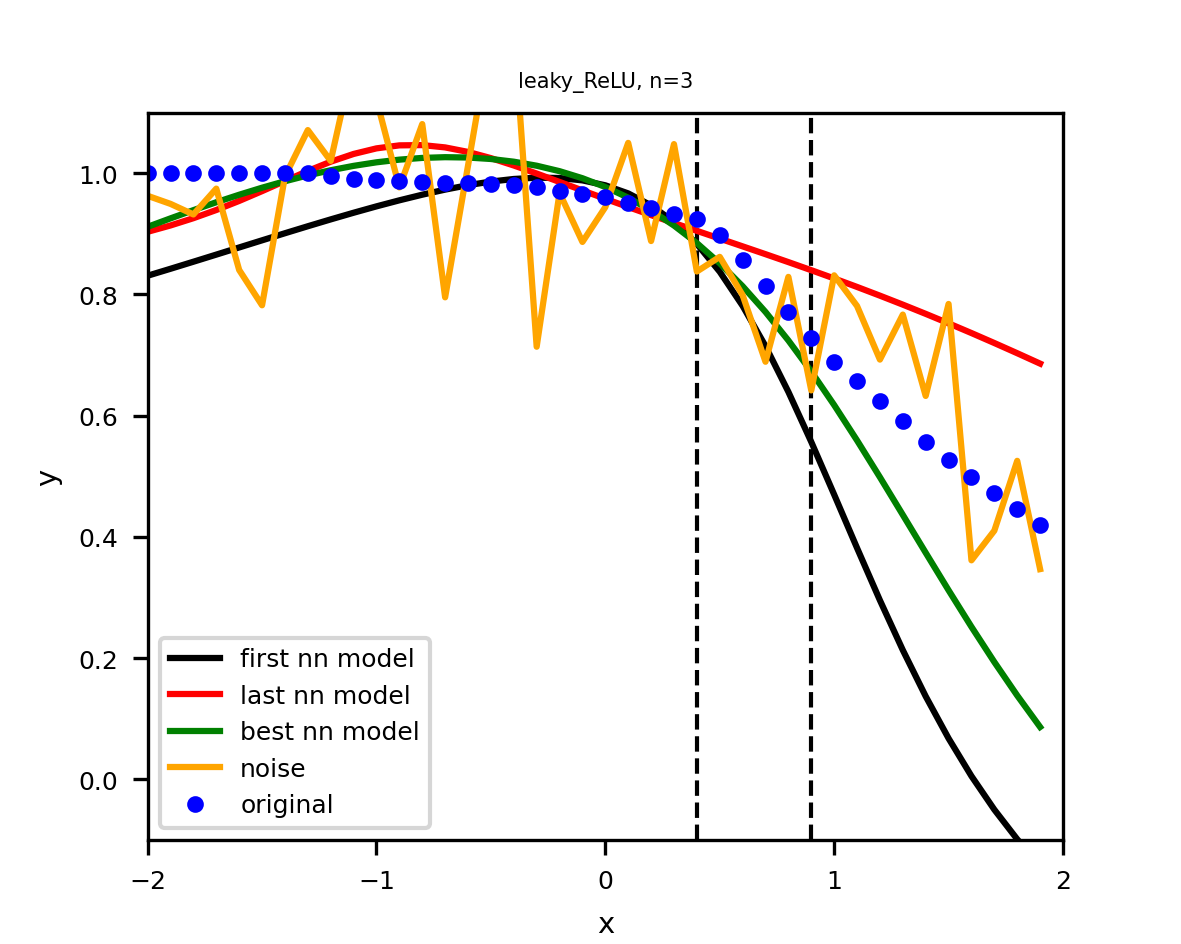 leaky_ReLU, n=3
1.0
0.8
0.6
0.4
0.2
0.0
y
first nn model
last nn model
best nn model
noise
original
−2
−1
0
1
2
x